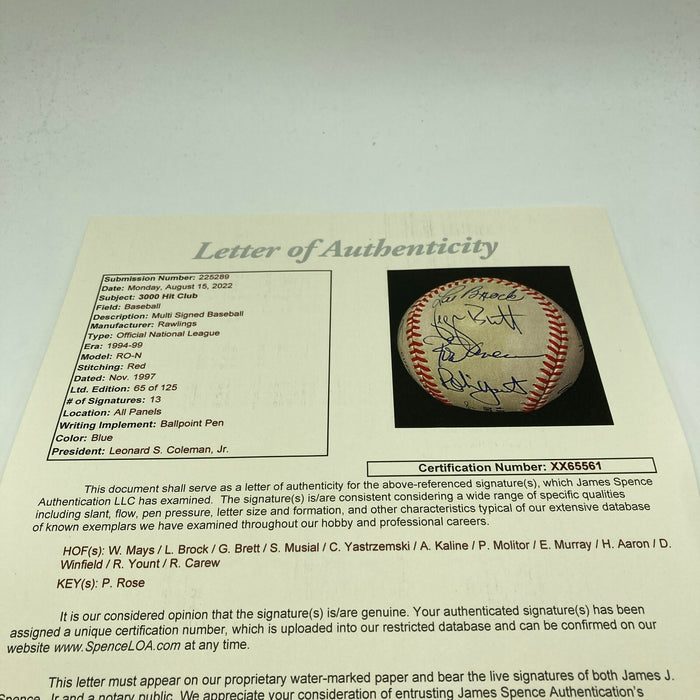 Letter of Authenticity
Submission Number: 225289
Date: Monday, August 15, 2022
Subject: 3000 Hit Club
Field: Baseball
Description: Multi Signed Baseball
Manufacturer: Rawlings
Type: Official National League
Era: 1994-99
Model: RO-N
Stitching: Red
Dated: Nov. 1997
Ltd. Edition: 65 of 125
# of Signatures: 13
Location: All Panels
Writing Implement: Ballpoint Pen
Color: Blue
President: Leonard S. Coleman, Jr.
Lou Brock
George Brett
Rod Carew
Robin Yount
Certification Number: XX65561
This document shall serve as a letter of authenticity for the above-referenced signature(s), which James Spence
Authentication LLC has examined. The signature(s) is/are consistent considering a wide range of specific qualities
including slant, flow, pen pressure, letter size and formation, and other characteristics typical of our extensive database
of known exemplars we have examined throughout our hobby and professional careers.
HOF(s): W. Mays / L. Brock / G. Brett / S. Musial / C. Yastrzemski / A. Kaline / P. Molitor / E. Murray / H. Aaron / D.
Winfield / R. Yount / R. Carew
KEY(s): P. Rose
It is our considered opinion that the signature(s) is/are genuine. Your authenticated signature(s) has been
assigned a unique certification number, which is uploaded into our restricted database and can be confirmed on our
website www.SpenceLOA.com at any time.
This letter must appear on our proprietary water-marked paper and bear the live signatures of both James J.
Spence, Jr and a notary public. We appreciate your consideration of entrusting James Spence Authentication's